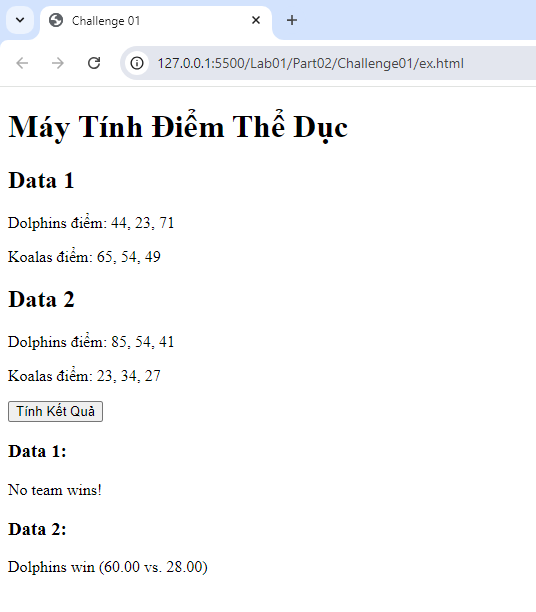 Challenge 01
127.0.0.1:5500/Lab01/Part02/Challenge01/ex.html
Máy Tính Điểm Thể Dục
Data 1
Dolphins điểm: 44, 23, 71
Koalas điểm: 65, 54, 49
Data 2
Dolphins điểm: 85, 54, 41
Koalas điểm: 23, 34, 27
Tính Kết Quả
Data 1:
No team wins!
Data 2:
Dolphins win (60.00 vs. 28.00)